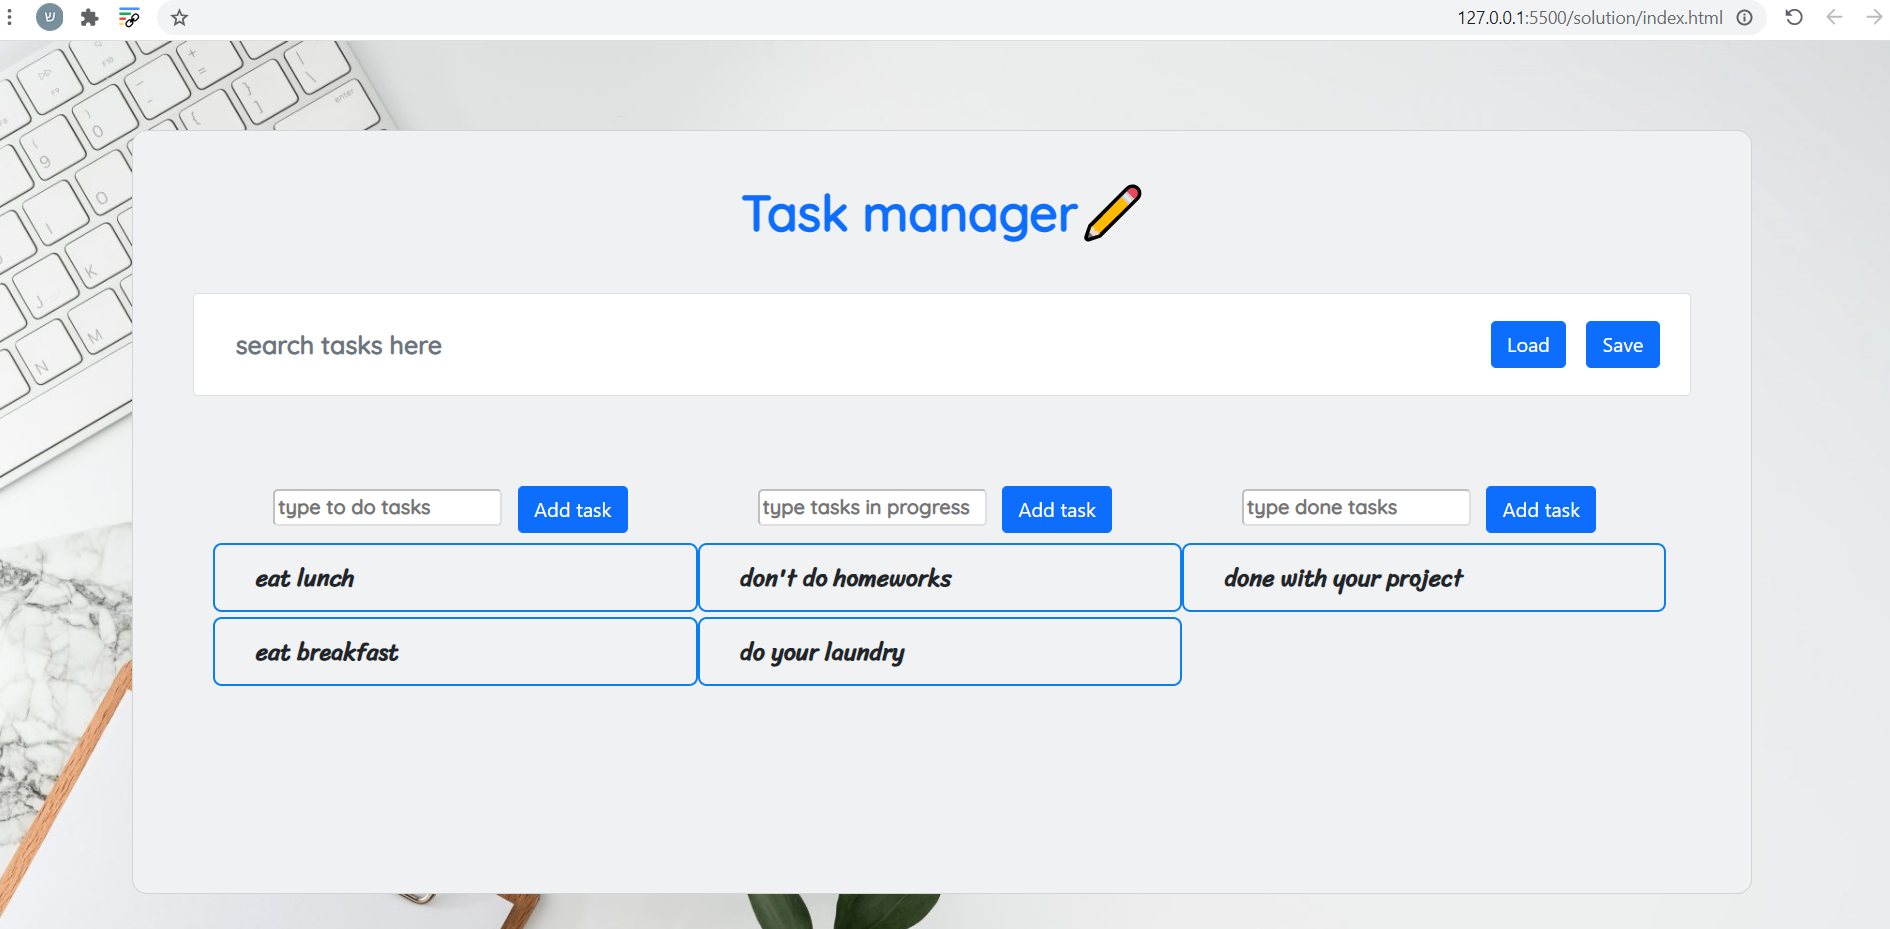 ש
127.0.0.1:5500/solution/index.html
enter
Task manager
search tasks here
Load
Save
type to do tasks
Add task
type tasks in progress
Add task
type done tasks
Add task
eat lunch
don't do homeworks
done with your project
eat breakfast
do your laundry